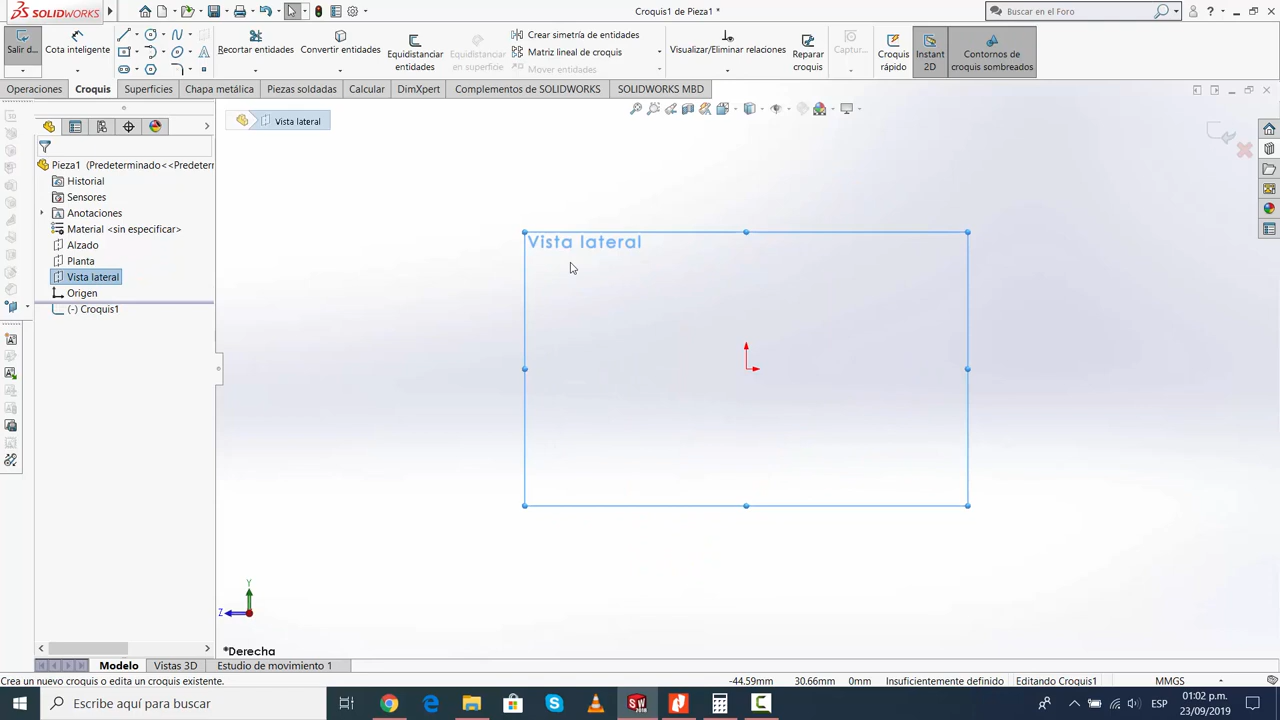 SOLIDWORKS
Croquis1 de Pieza1 *
Buscar en el Foro
Salir d...
Cota inteligente
Recortar entidades
Convertir entidades
Equidistanciar entidades
Equidistanciar en superficie
Crear simetría de entidades
Matriz lineal de croquis
Mover entidades
Visualizar/Eliminar relaciones
Reparar croquis
Captur...
Croquis rápido
Instant 2D
Contornos de croquis sombreados
Operaciones
Croquis
Superficies
Chapa metálica
Piezas soldadas
Calcular
DimXpert
Complementos de SOLIDWORKS
SOLIDWORKS MBD
Vista lateral
Pieza1 (Predeterminado<<Predetern
Historial
Sensores
Anotaciones
Material <sin especificar>
Alzado
Planta
Vista lateral
Origen
(-) Croquis1
Vista lateral
Y
Z
*Derecha
Modelo
Vistas 3D
Estudio de movimiento 1
Crea un nuevo croquis o edita un croquis existente.
-44.59mm
30.66mm
0mm
Insuficientemente definido
Editando Croquis1
MMGS
Escribe aquí para buscar
SW
2018
ESP
01:02 p.m.
23/09/2019